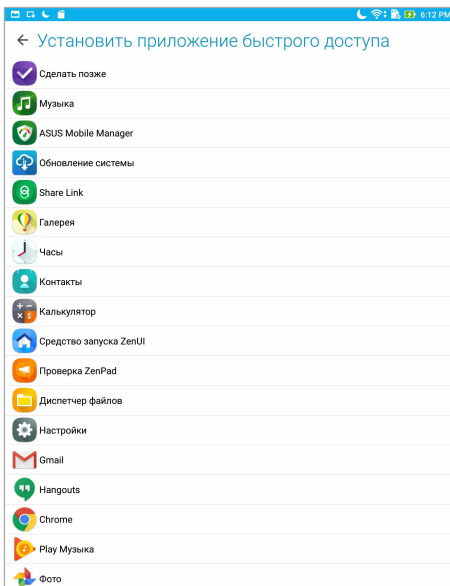 6:12 PM
Установить приложение быстрого доступа
Сделать позже
Музыка
ASUS Mobile Manager
Обновление системы
Share Link
Галерея
Часы
Контакты
Калькулятор
Средство запуска ZenUI
Проверка ZenPad
Диспетчер файлов
Настройки
Gmail
Hangouts
Chrome
Play Музыка
Фото